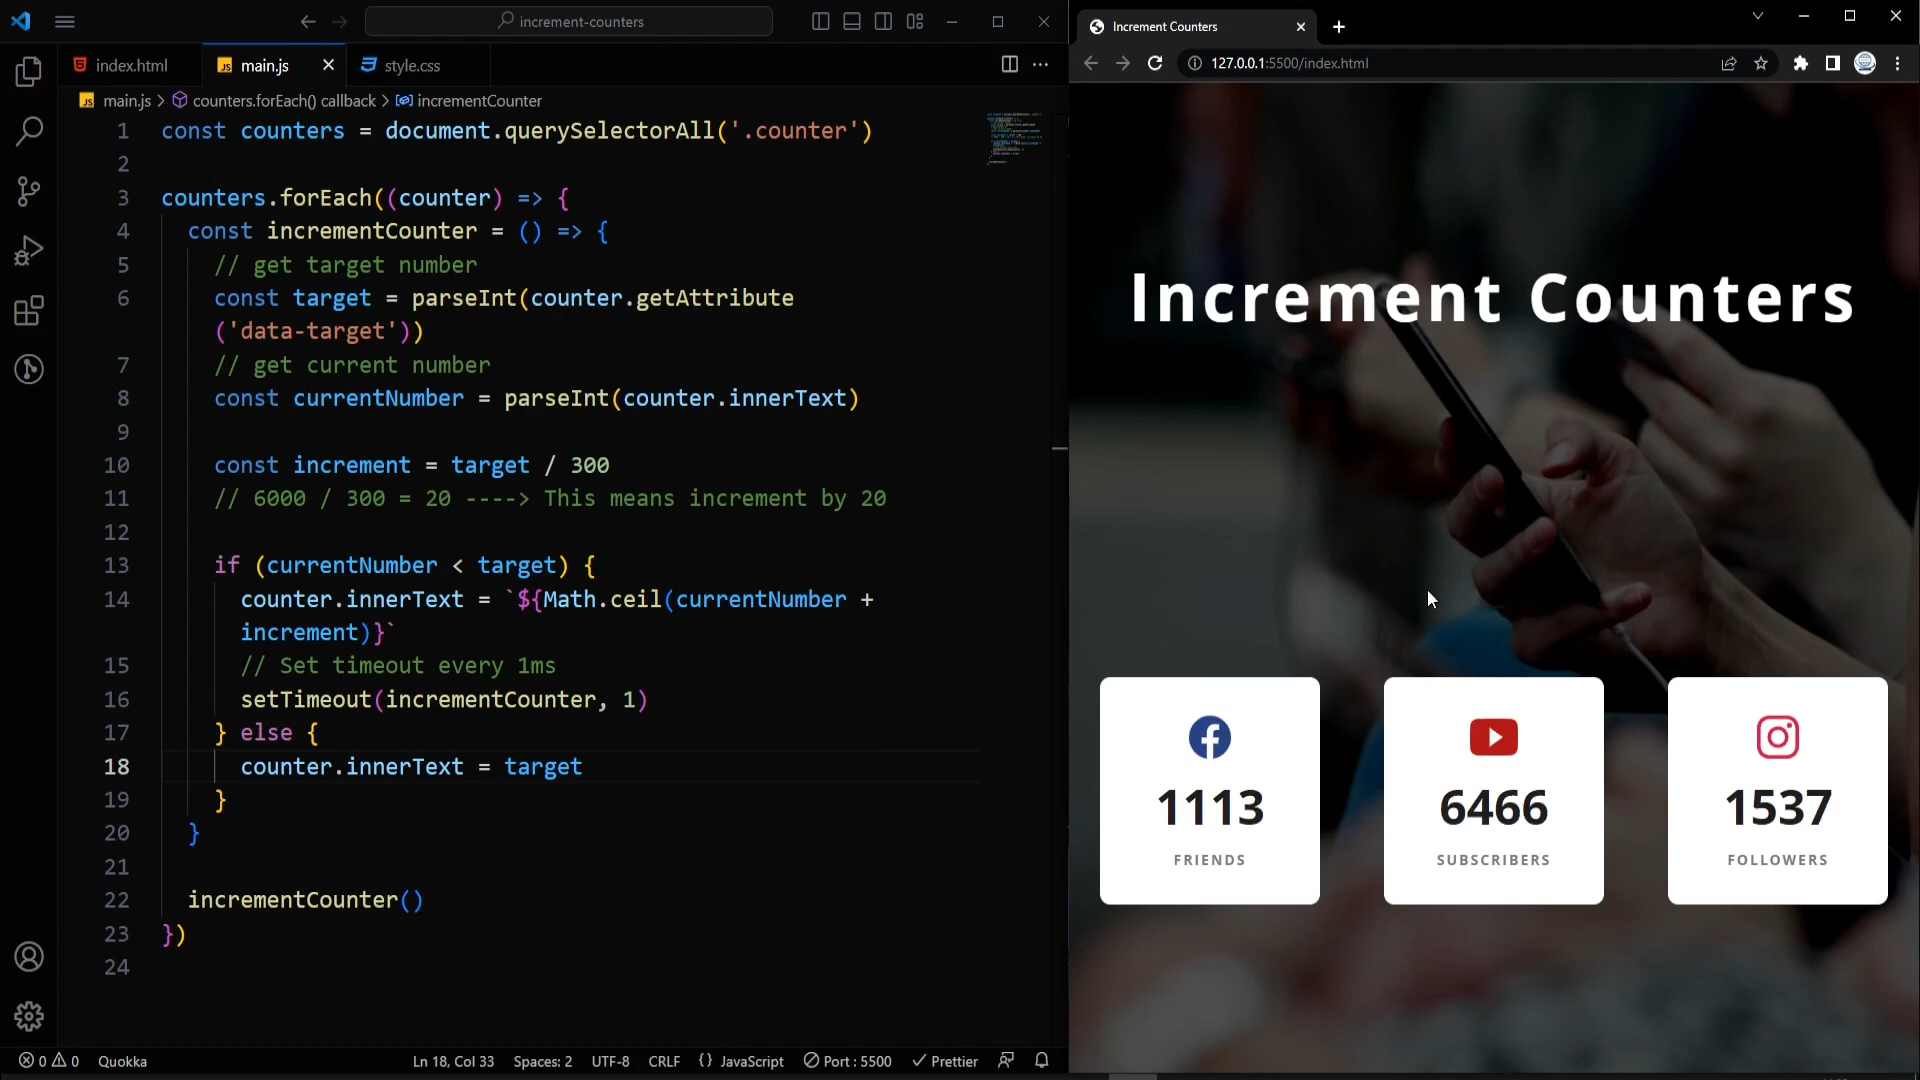 increment-counters
index.html
main.js
style.css
main.js > counters.forEach() callback > incrementCounter
1 const counters = document.querySelectorAll('.counter')
2
3 counters.forEach((counter) => {
4 const incrementCounter = () => {
5 // get target number
6 const target = parseInt(counter.getAttribute
('data-target'))
7 // get current number
8 const currentNumber = parseInt(counter.innerText)
9
10 const increment = target / 300
11 // 6000 / 300 = 20 ----> This means increment by 20
12
13 if (currentNumber < target) {
14 counter.innerText = `${Math.ceil(currentNumber +
increment)}`
15 // Set timeout every 1ms
16 setTimeout(incrementCounter, 1)
17 } else {
18 counter.innerText = target
19 }
20 }
21
22 incrementCounter()
23 })
24
0 0 Quokka
Ln 18, Col 33 Spaces: 2 UTF-8 CRLF {} JavaScript Port : 5500 Prettier
Increment Counters
127.0.0.1:5500/index.html
Increment Counters
1113
FRIENDS
6466
SUBSCRIBERS
1537
FOLLOWERS